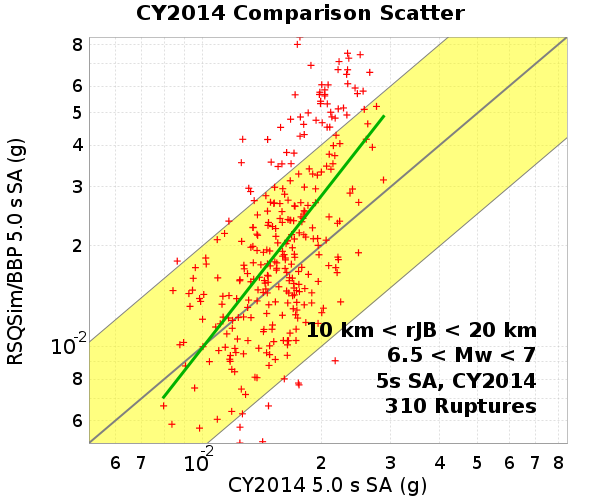 CY2014 Comparison Scatter
RSQSim/BBP 5.0 s SA (g)
8
6
5
4
3
2
10-2
8
6
10 km < rJB < 20 km
6.5 < Mw < 7
5s SA, CY2014
310 Ruptures
6 7 10-2 2 3 4 5 6 7 8
CY2014 5.0 s SA (g)